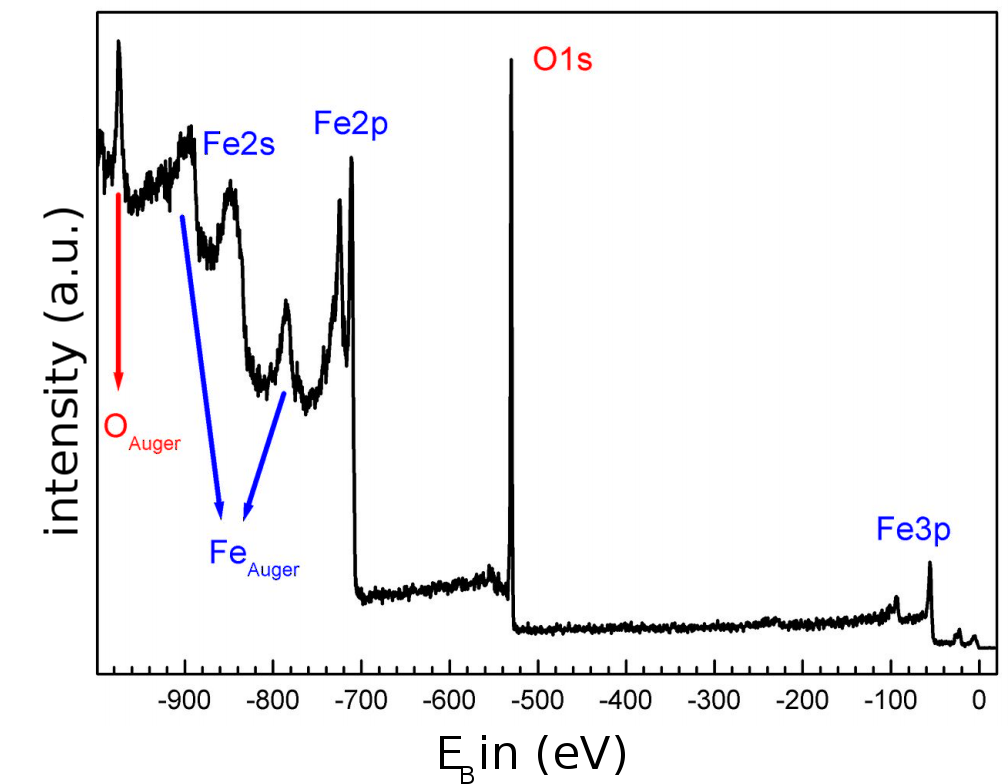 O1s
Fe2p
Fe2s
intensity (a.u.)
O Auger
Fe3p
Fe Auger
-900 -800 -700 -600 -500 -400 -300 -200 -100 0
E B in (eV)